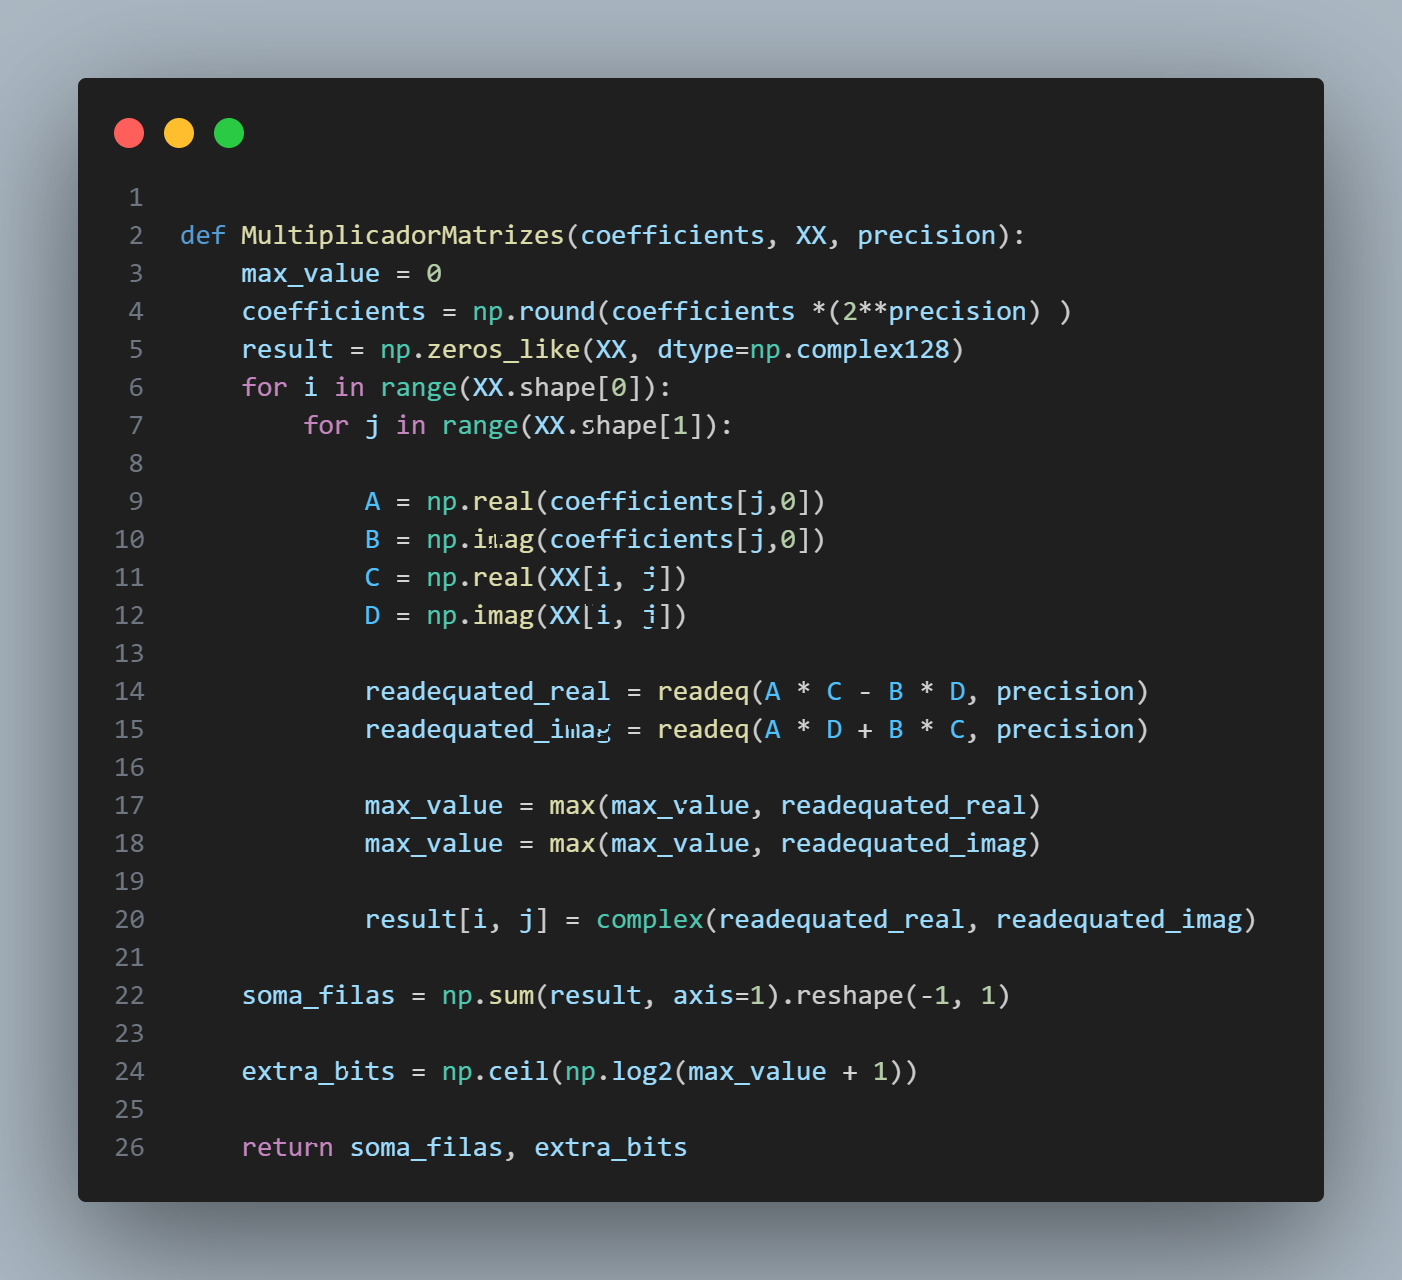 1
2 def MultiplicadorMatrizes(coefficients, XX, precision):
3     max_value = 0
4     coefficients = np.round(coefficients *(2**precision) )
5     result = np.zeros_like(XX, dtype=np.complex128)
6     for i in range(XX.shape[0]):
7         for j in range(XX.shape[1]):
8
9             A = np.real(coefficients[j,0])
10             B = np.imag(coefficients[j,0])
11             C = np.real(XX[i, j])
12             D = np.imag(XX[i, j])
13
14             readequated_real = readeq(A * C - B * D, precision)
15             readequated_imag = readeq(A * D + B * C, precision)
16
17             max_value = max(max_value, readequated_real)
18             max_value = max(max_value, readequated_imag)
19
20             result[i, j] = complex(readequated_real, readequated_imag)
21
22     soma_filas = np.sum(result, axis=1).reshape(-1, 1)
23
24     extra_bits = np.ceil(np.log2(max_value + 1))
25
26     return soma_filas, extra_bits